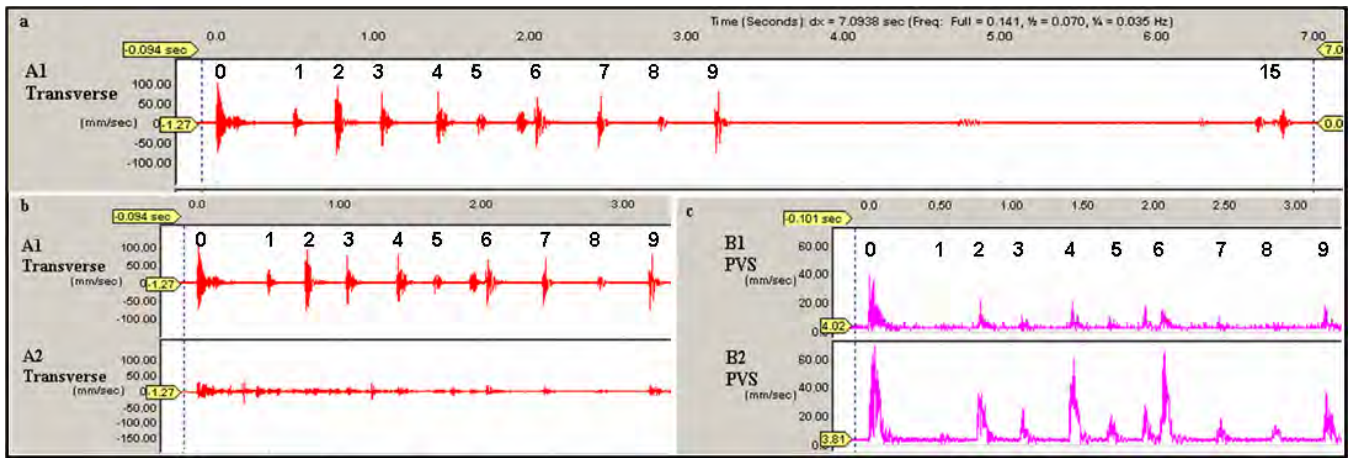 a
Time (Seconds) dx = 7.0938 sec (Freq: Full = 0.141, ½ = 0.070, ¼ = 0.035 Hz)
0.0 1.00 2.00 3.00 4.00 5.00 6.00 7.00
-0.094 sec 7.0
A1
Transverse
(mm/sec)
0 1 2 3 4 5 6 7 8 9 15
100.00
50.00
-1.27 0.0
-50.00
-100.00
b
0.0 1.00 2.00 3.00
-0.094 sec
A1
Transverse
(mm/sec)
0 1 2 3 4 5 6 7 8 9
100.00
50.00
-1.27
-50.00
-100.00
A2
Transverse
(mm/sec)
100.00
50.00
-1.27
-50.00
-100.00
-150.00
c
0.0 0.50 1.00 1.50 2.00 2.50 3.00
-0.101 sec
B1
PVS
(mm/sec)
0 1 2 3 4 5 6 7 8 9
60.00
40.00
20.00
4.02
B2
PVS
(mm/sec)
60.00
40.00
20.00
3.81